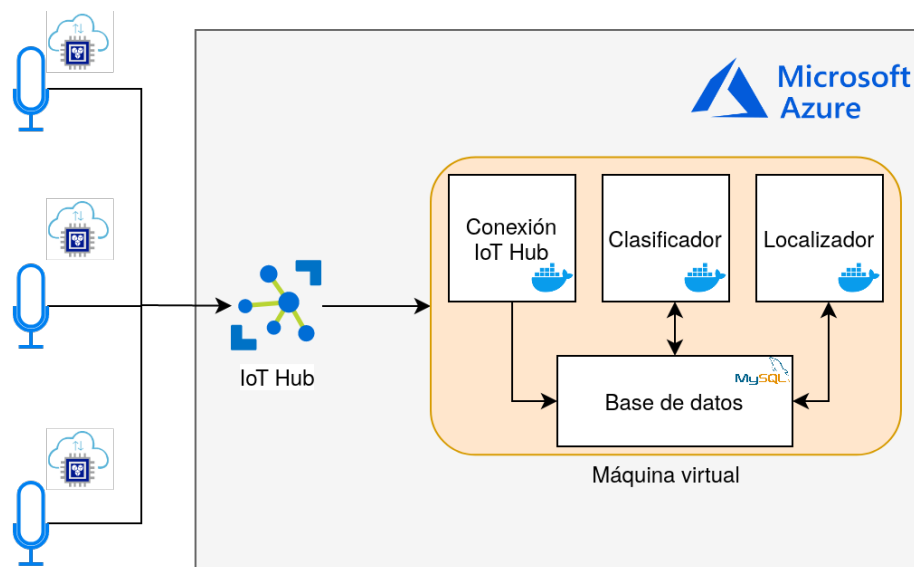 Microsoft
Azure
Conexión
IoT Hub
Clasificador
Localizador
IoT Hub
MySQL
Base de datos
Máquina virtual